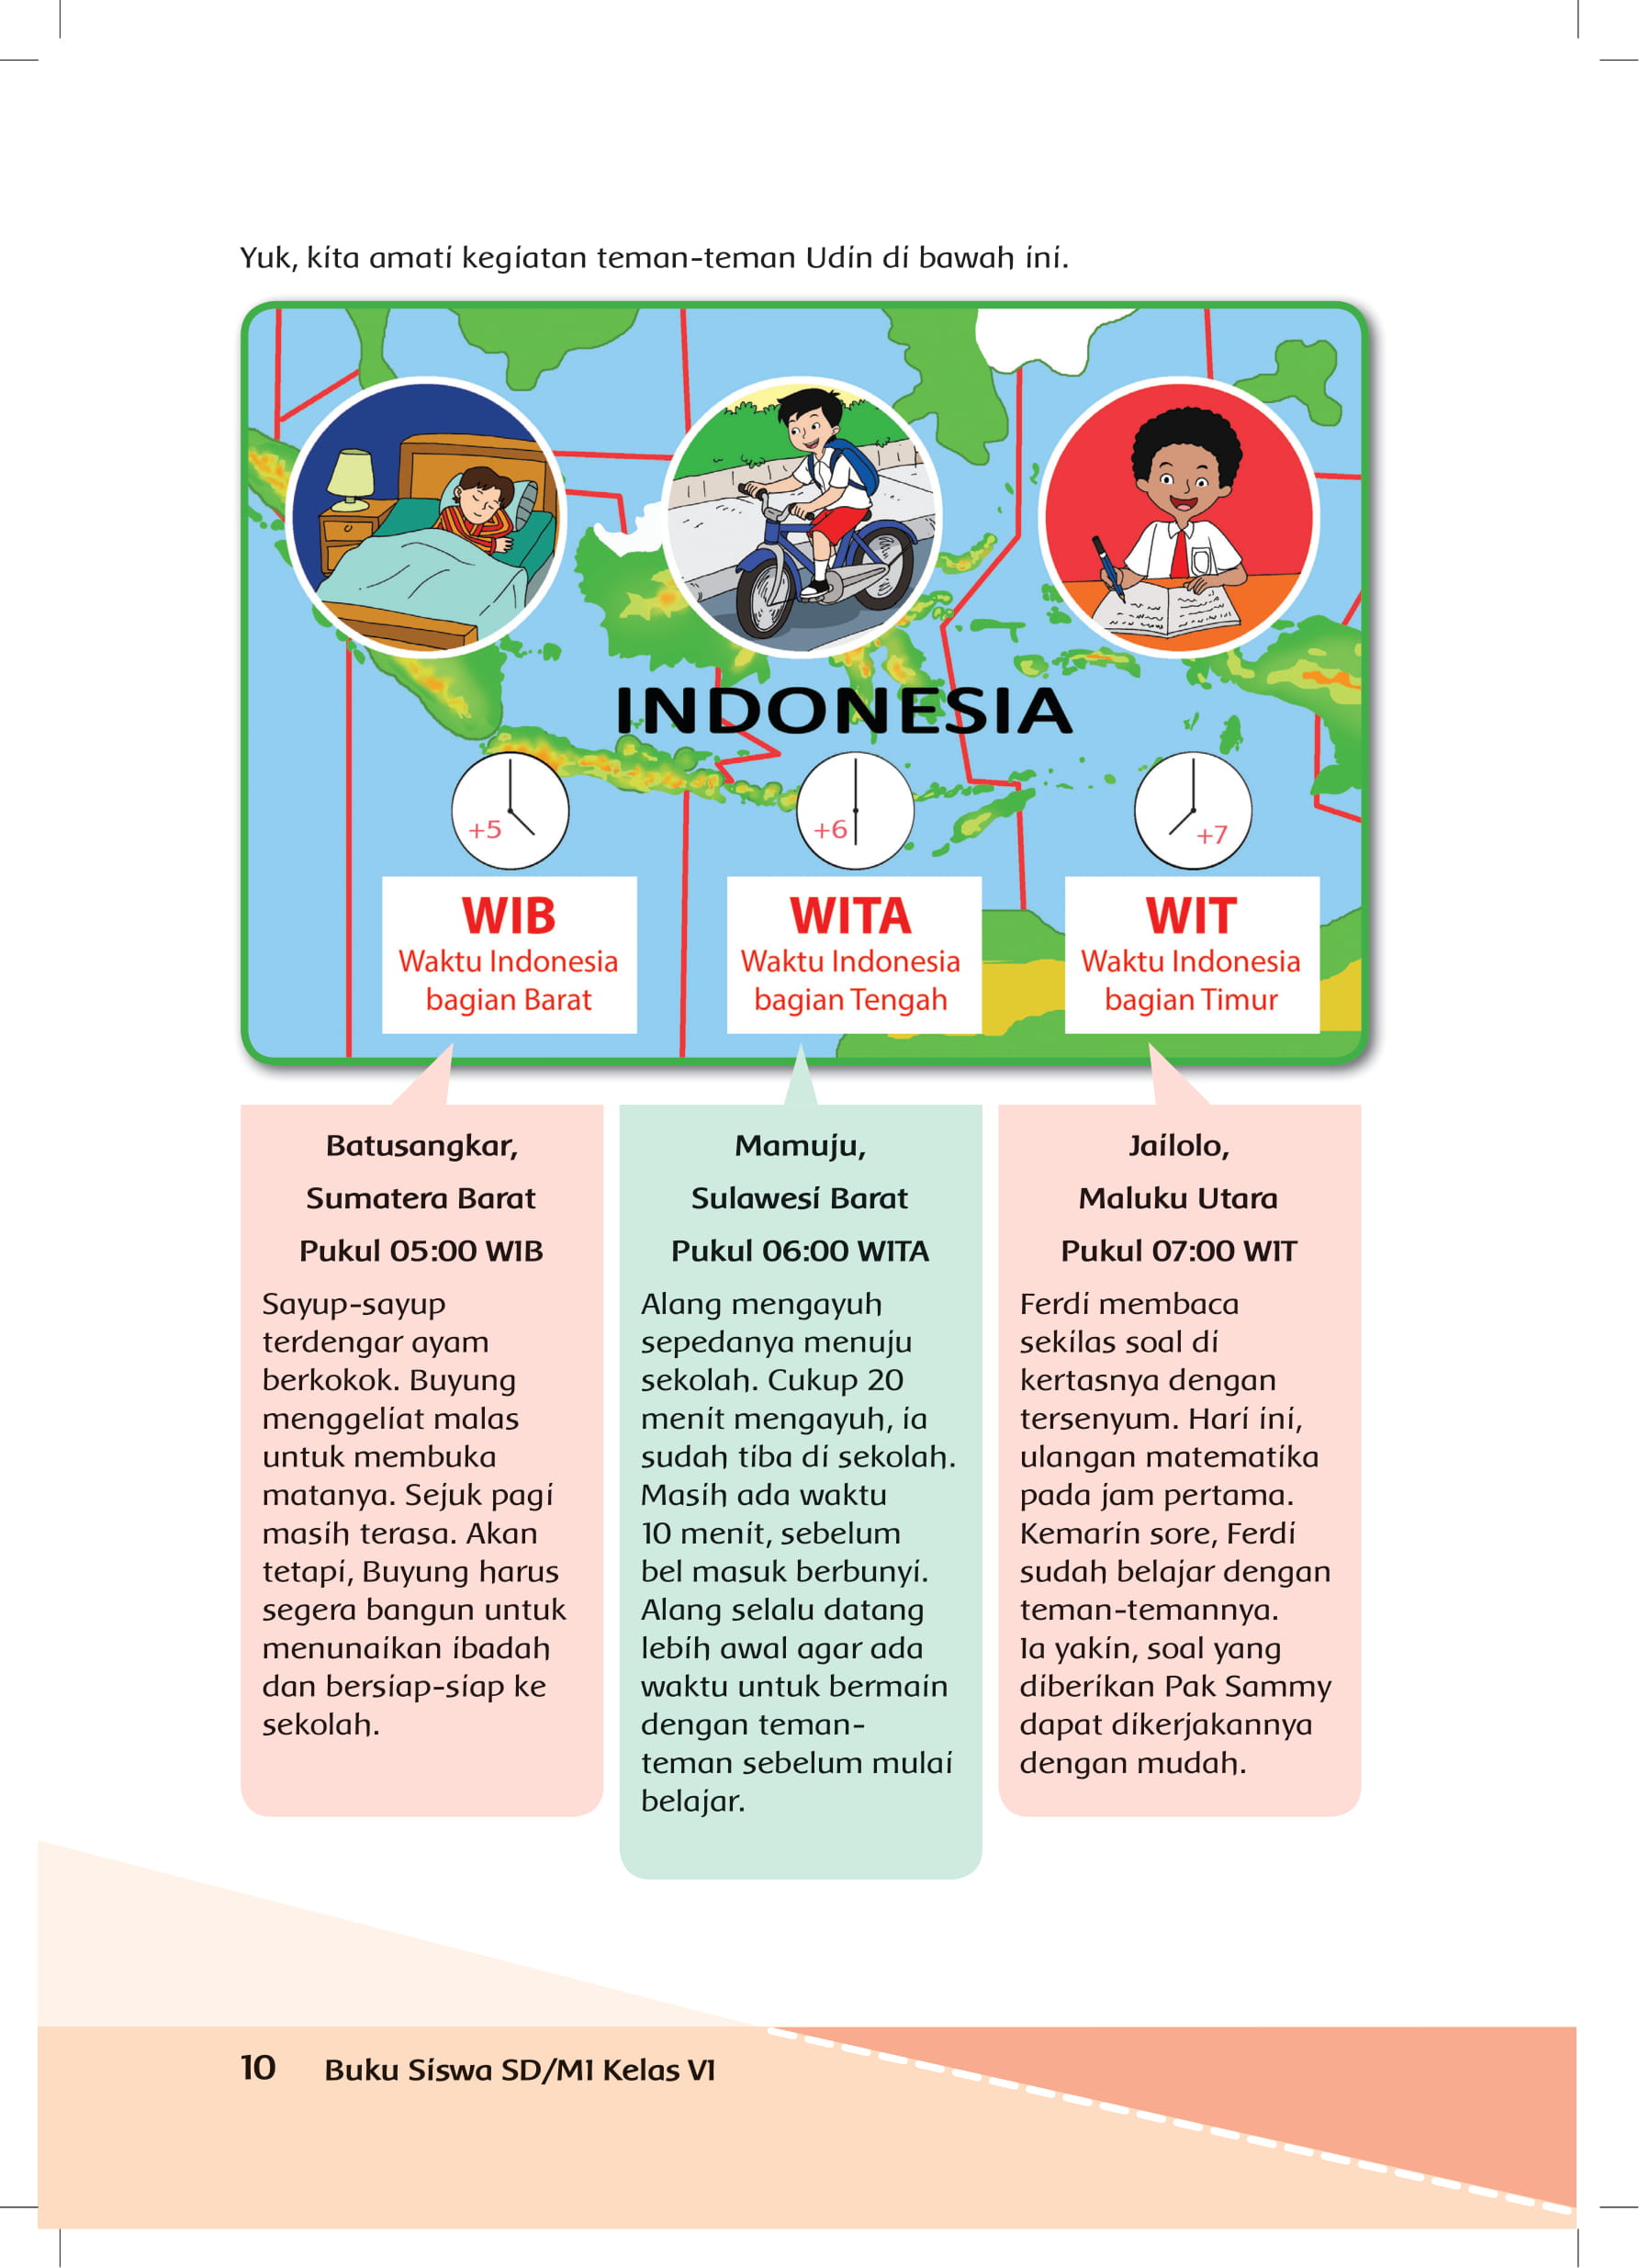 Yuk, kita amati kegiatan teman-teman Udin di bawah ini.
INDONESIA
+5
+6
+7
WIB
Waktu Indonesia
bagian Barat
WITA
Waktu Indonesia
bagian Tengah
WIT
Waktu Indonesia
bagian Timur
Batusangkar,
Sumatera Barat
Pukul 05:00 WIB
Sayup-sayup
terdengar ayam
berkokok. Buyung
menggeliat malas
untuk membuka
matanya. Sejuk pagi
masih terasa. Akan
tetapi, Buyung harus
segera bangun untuk
menunaikan ibadah
dan bersiap-siap ke
sekolah.
Mamuju,
Sulawesi Barat
Pukul 06:00 WITA
Alang mengayuh
sepedanya menuju
sekolah. Cukup 20
menit mengayuh, ia
sudah tiba di sekolah.
Masih ada waktu
10 menit, sebelum
bel masuk berbunyi.
Alang selalu datang
lebih awal agar ada
waktu untuk bermain
dengan teman-
teman sebelum mulai
belajar.
Jailolo,
Maluku Utara
Pukul 07:00 WIT
Ferdi membaca
sekilas soal di
kertasnya dengan
tersenyum. Hari ini,
ulangan matematika
pada jam pertama.
Kemarin sore, Ferdi
sudah belajar dengan
teman-temannya.
Ia yakin, soal yang
diberikan Pak Sammy
dapat dikerjakannya
dengan mudah.
10 Buku Siswa SD/MI Kelas VI